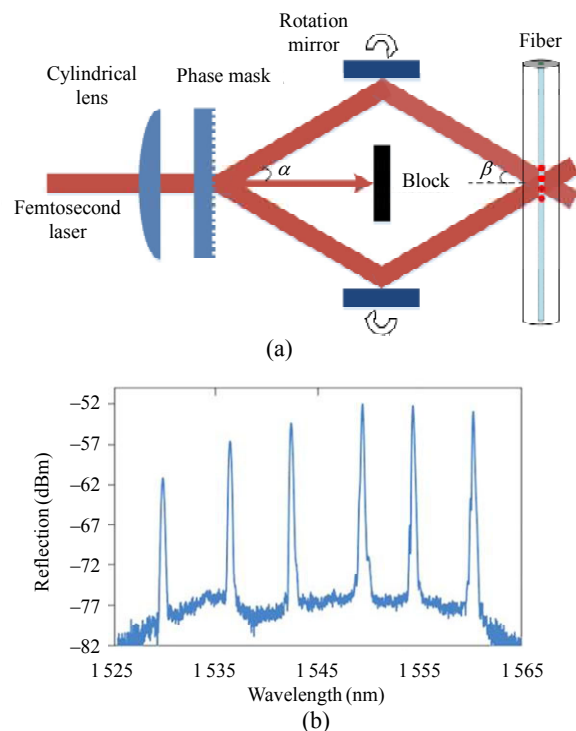 Rotation
mirror
Fiber
Cylindrical
lens
Phase mask
α
β
Block
Femtosecond
laser
(a)
−52
−57
−62
−67
−72
−77
−82
Reflection (dBm)
1 525
1 535
1 545
1 555
1 565
Wavelength (nm)
(b)